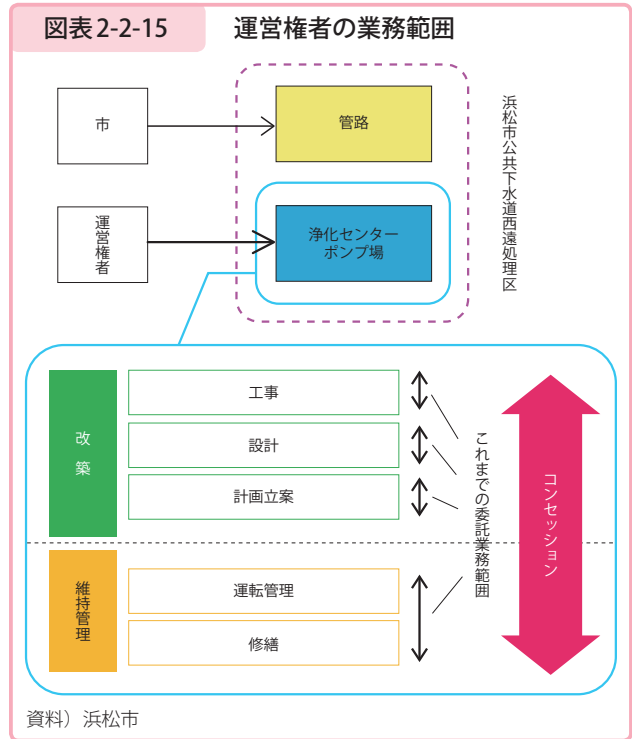 図表2-2-15 運営権者の業務範囲
市
管路
運営権者
浄化センター
ポンプ場
浜松市公共下水道西遠処理区
改築
工事
設計
計画立案
維持管理
運転管理
修繕
これまでの委託業務範囲
コンセッション
資料）浜松市